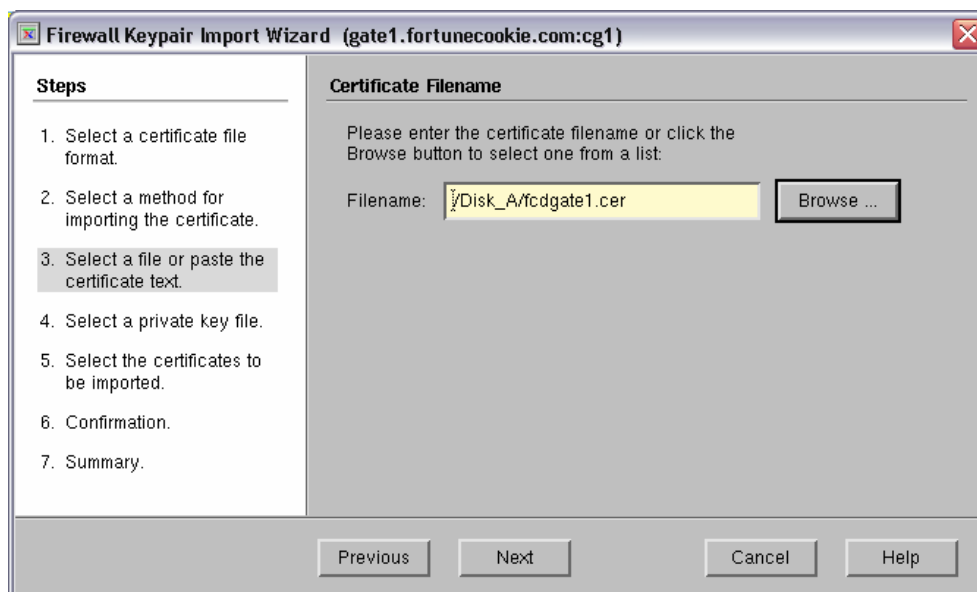 Firewall Keypair Import Wizard (gate1.fortunecookie.com:cg1)
Steps
1. Select a certificate file
format.
2. Select a method for
importing the certificate.
3. Select a file or paste the
certificate text.
4. Select a private key file.
5. Select the certificates to
be imported.
6. Confirmation.
7. Summary.
Certificate Filename
Please enter the certificate filename or click the
Browse button to select one from a list:
Filename: /Disk_A/fcdgate1.cer Browse ...
Previous Next Cancel Help